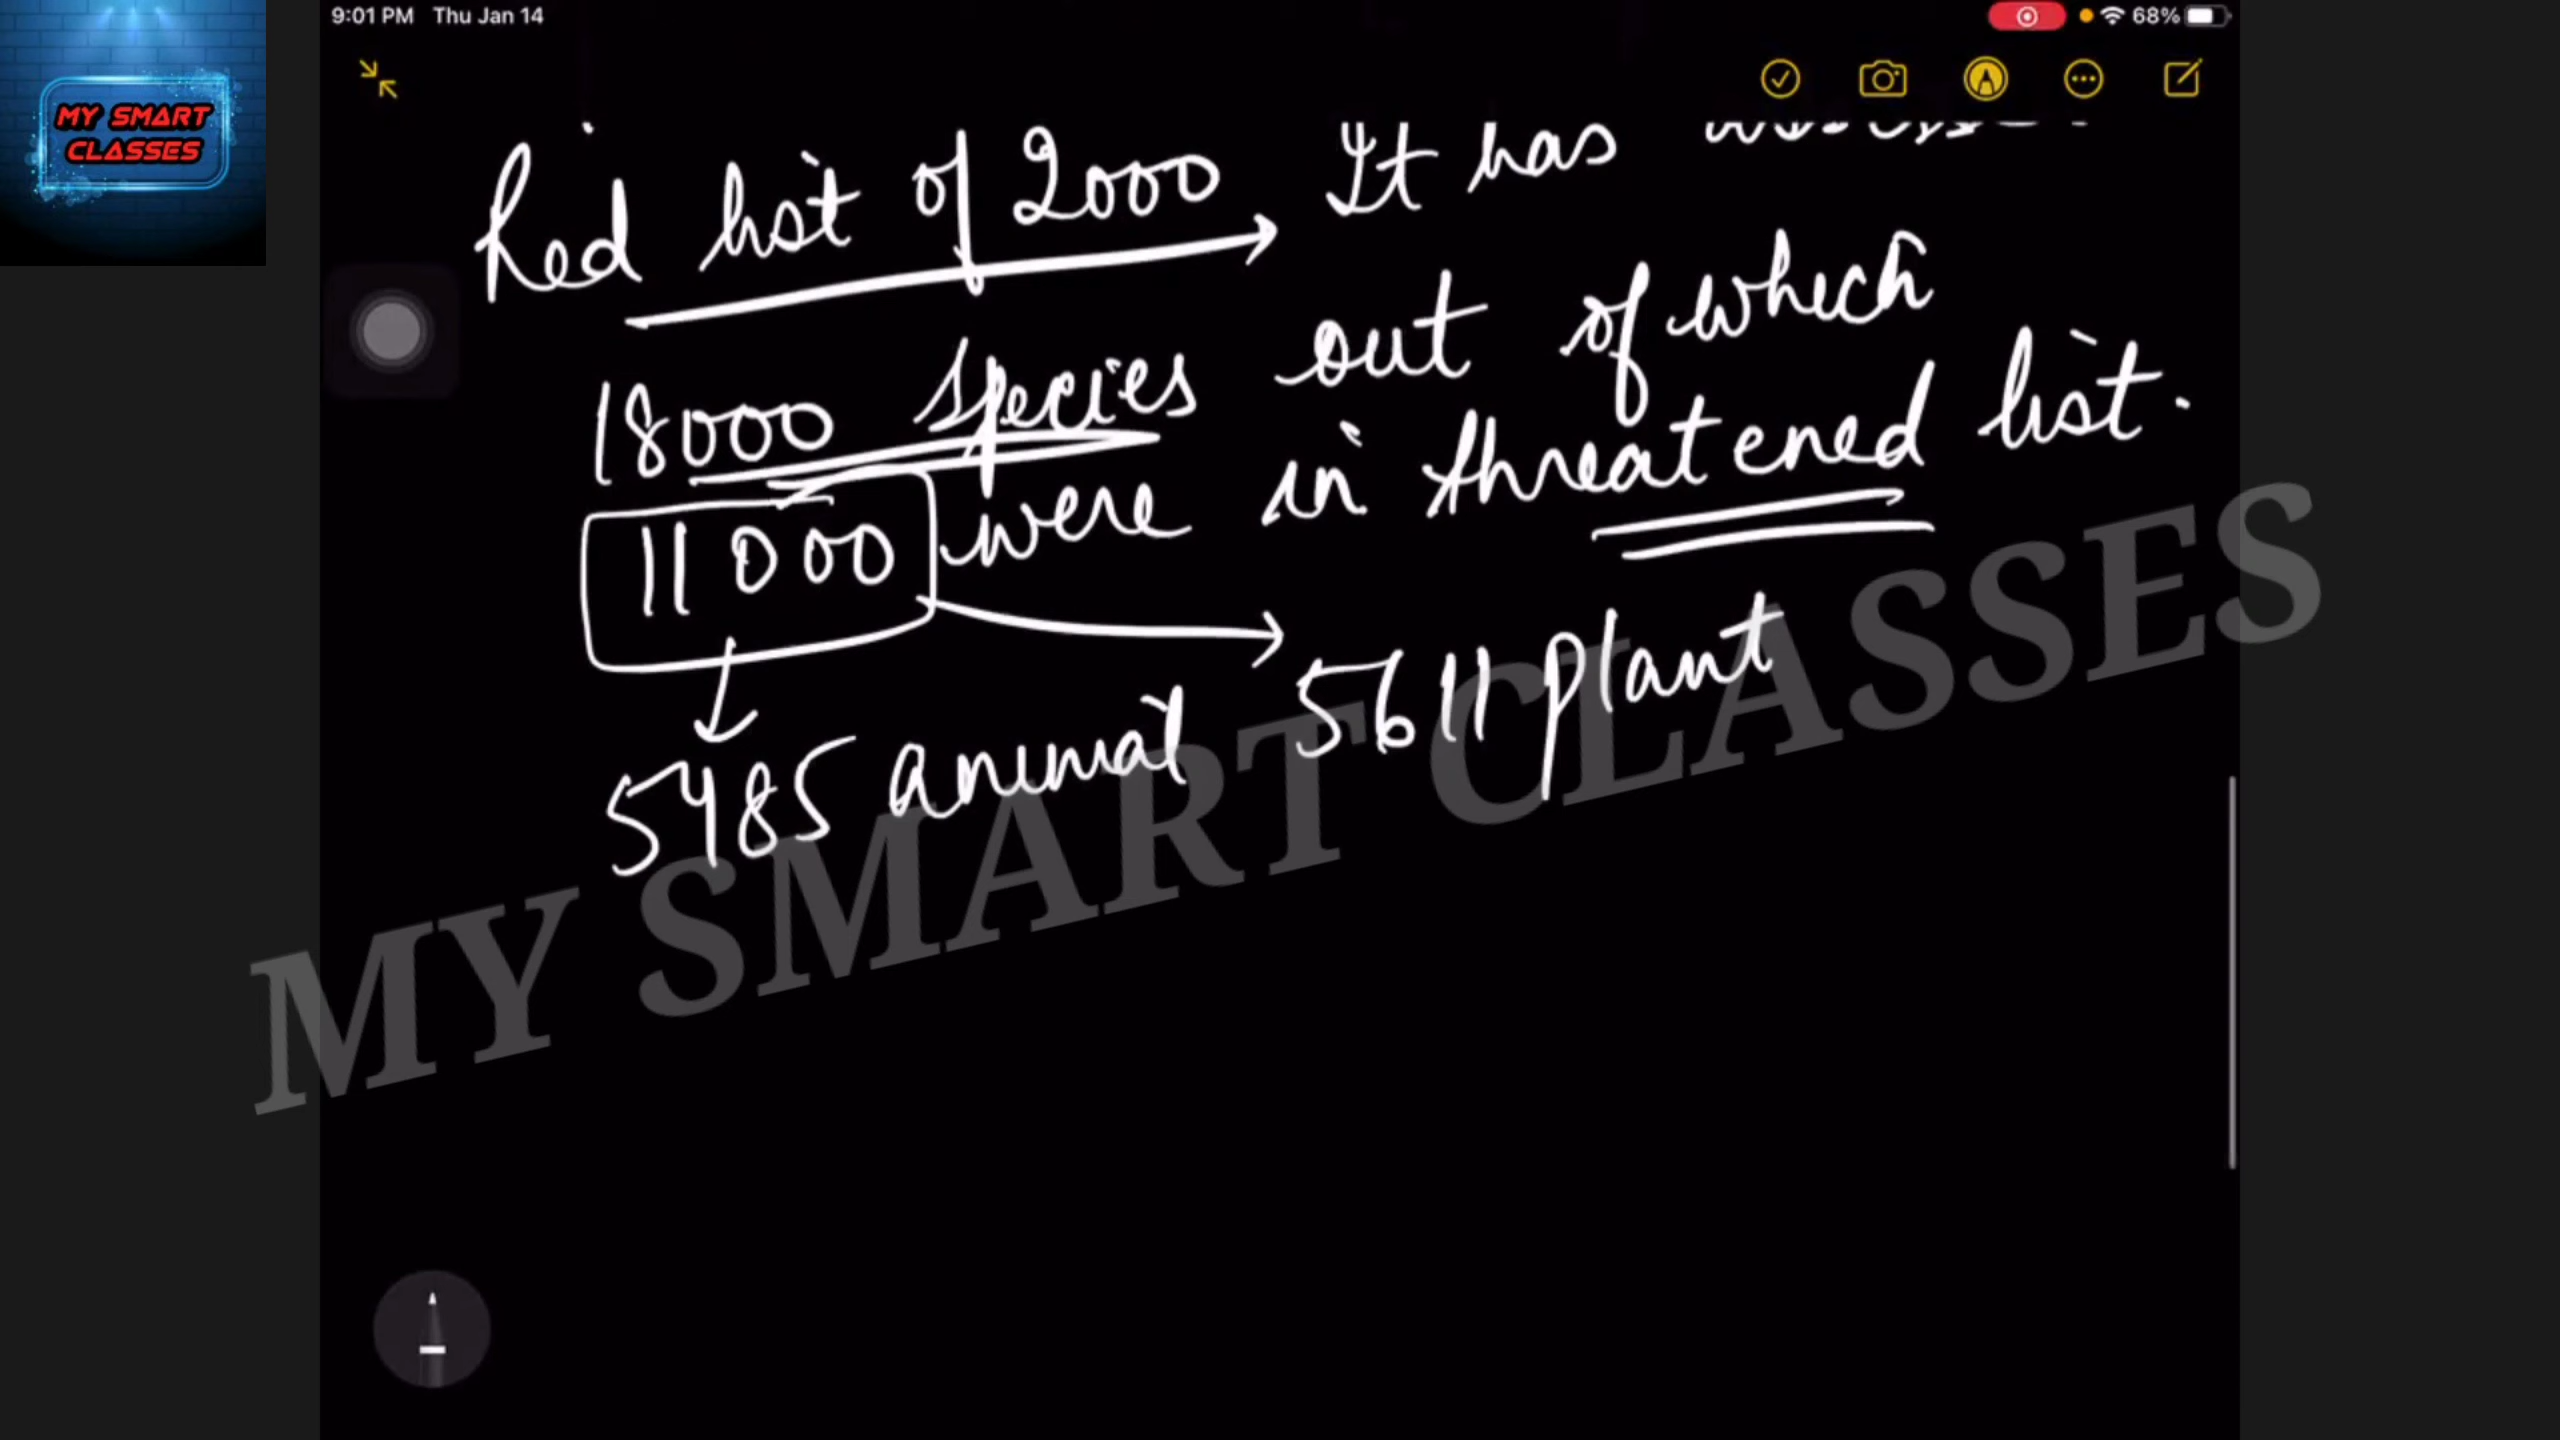 9:01 PM Thu Jan 14
68%
MY SMART
CLASSES
Red list of 2000 It has
18000 species out of which
11000 were in threatened list.
5485 animal 5611 plant
MY SMART CLASSES